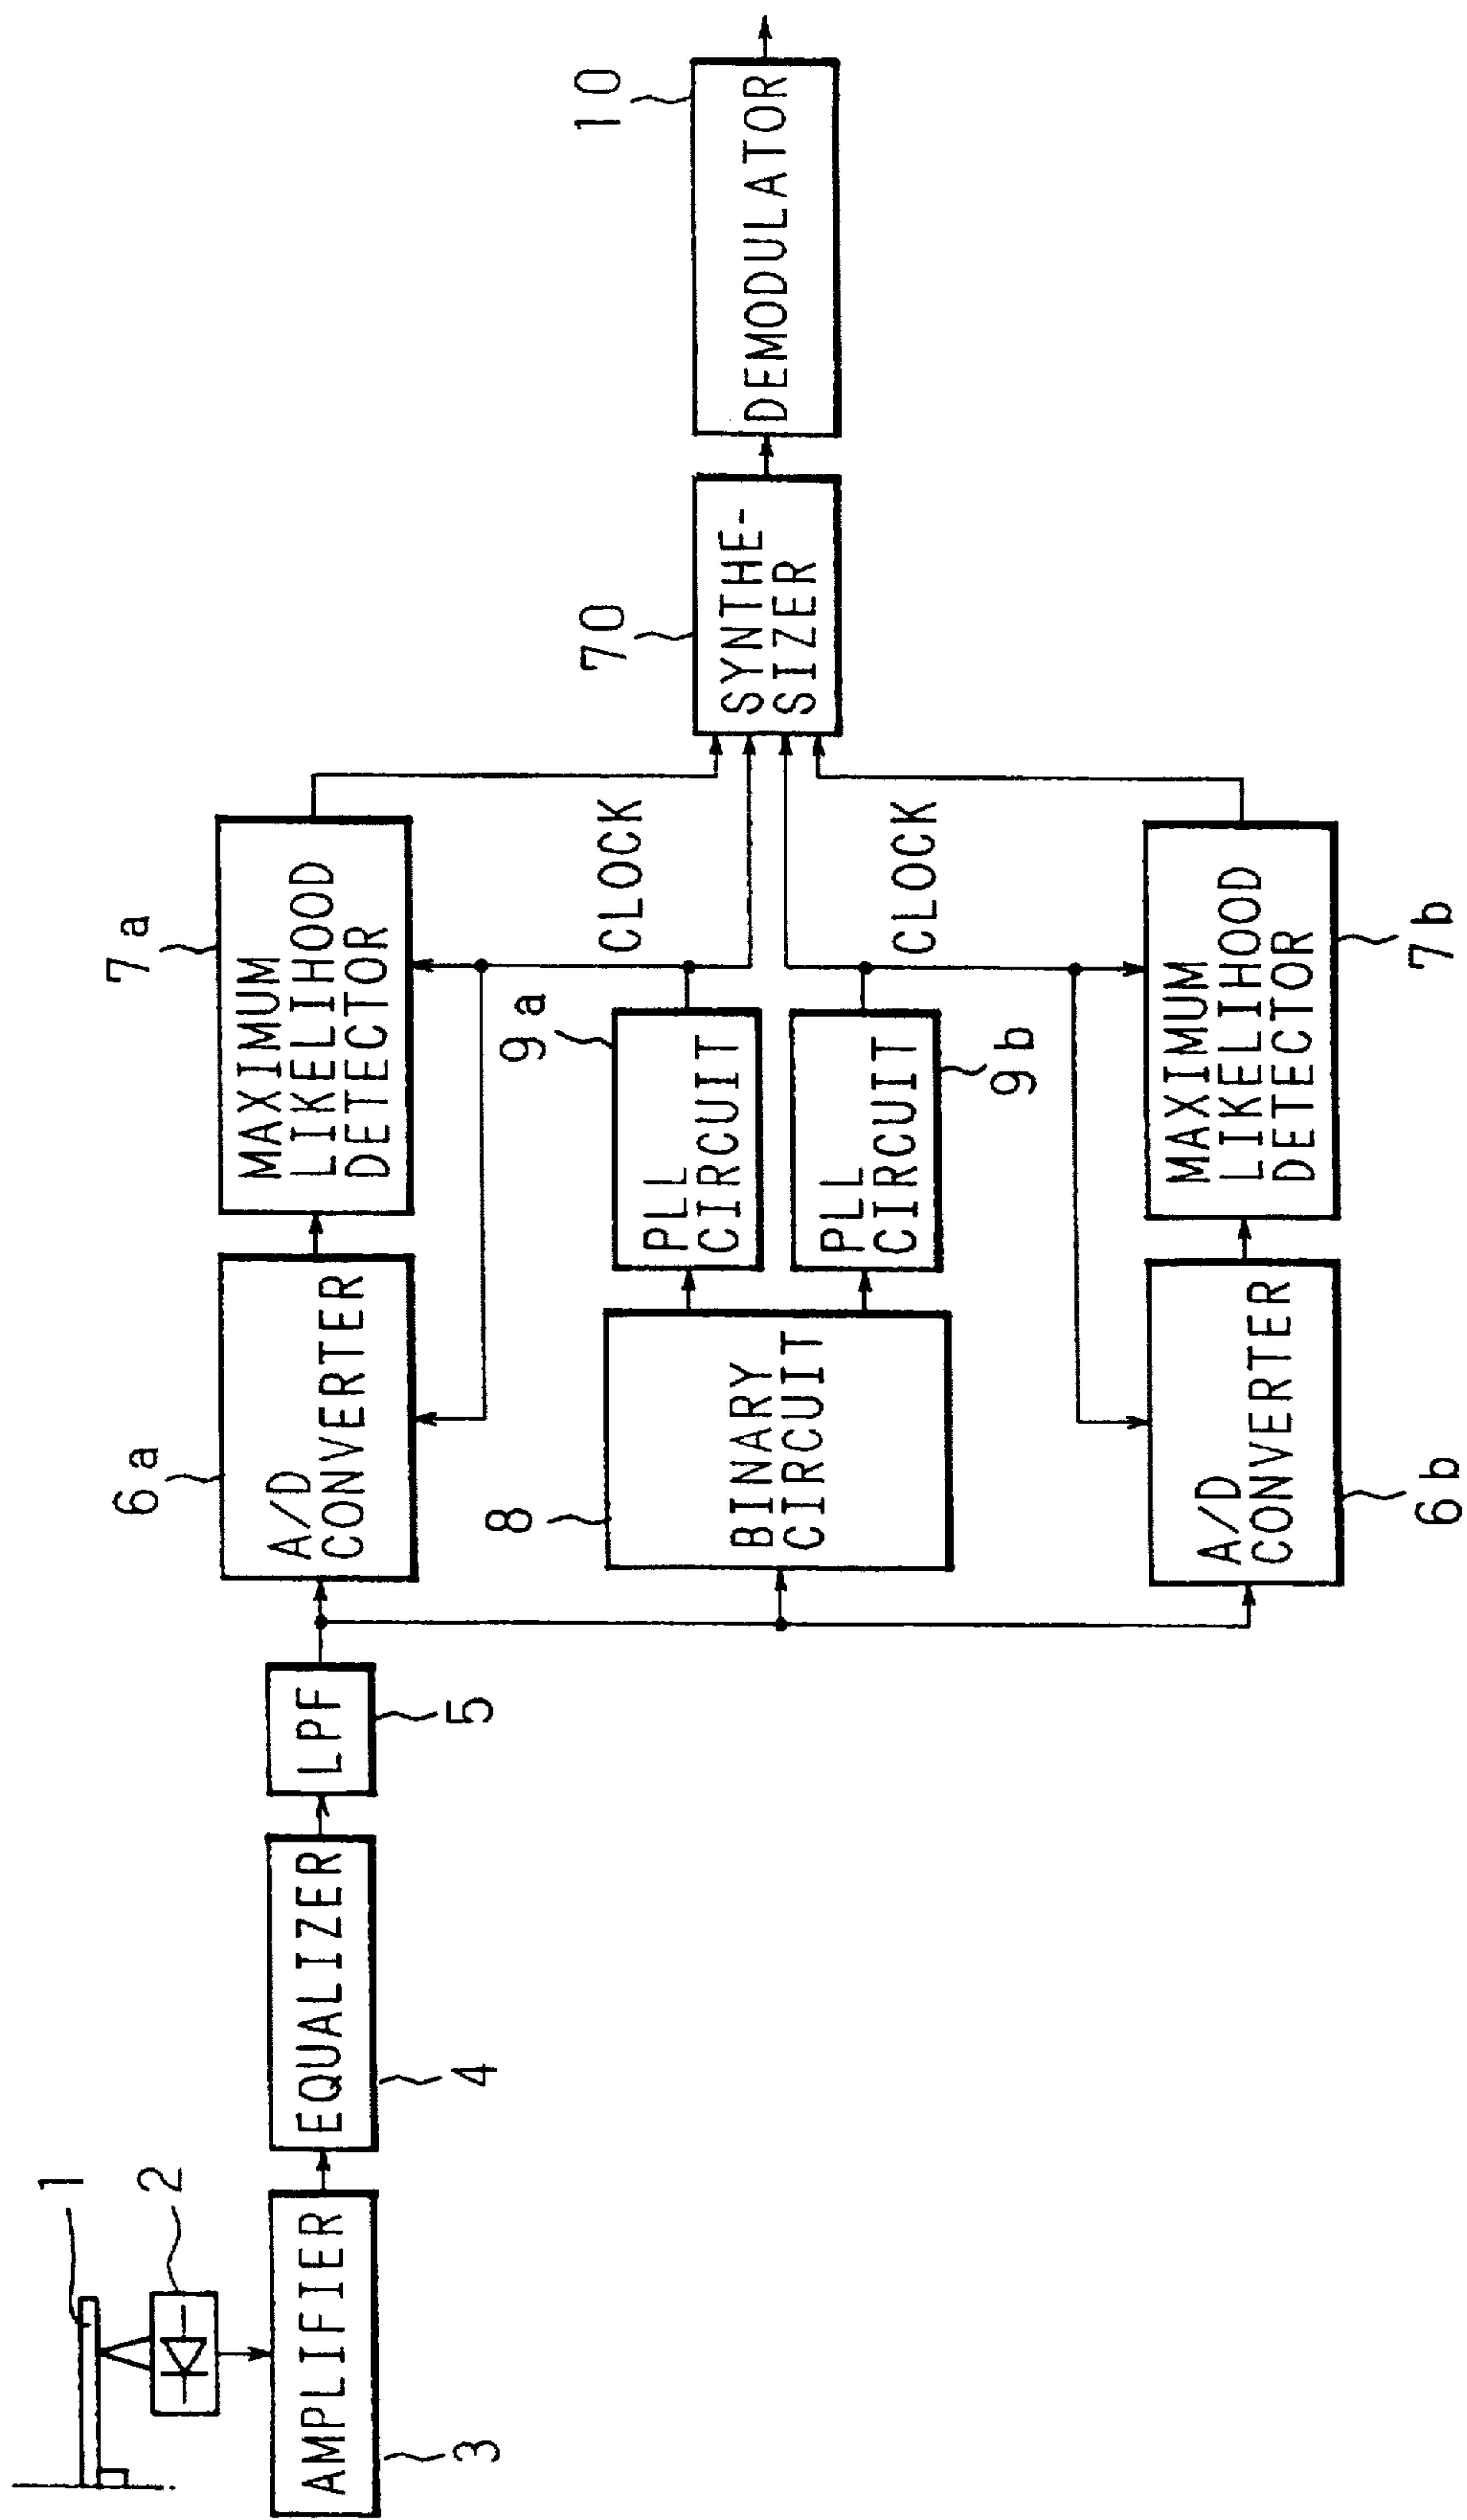 1
2
AMPLIFIER
3
EQUALIZER
4
LPF
5
6a
A/D
CONVERTER
7a
MAXIMUM
LIKELIHOOD
DETECTOR
8
BINARY
CIRCUIT
9a
PLL
CIRCUIT
CLOCK
PLL
CIRCUIT
9b
CLOCK
A/D
CONVERTER
6b
MAXIMUM
LIKELIHOOD
DETECTOR
7b
70
SYNTHE-
SIZER
10
DEMODULATOR